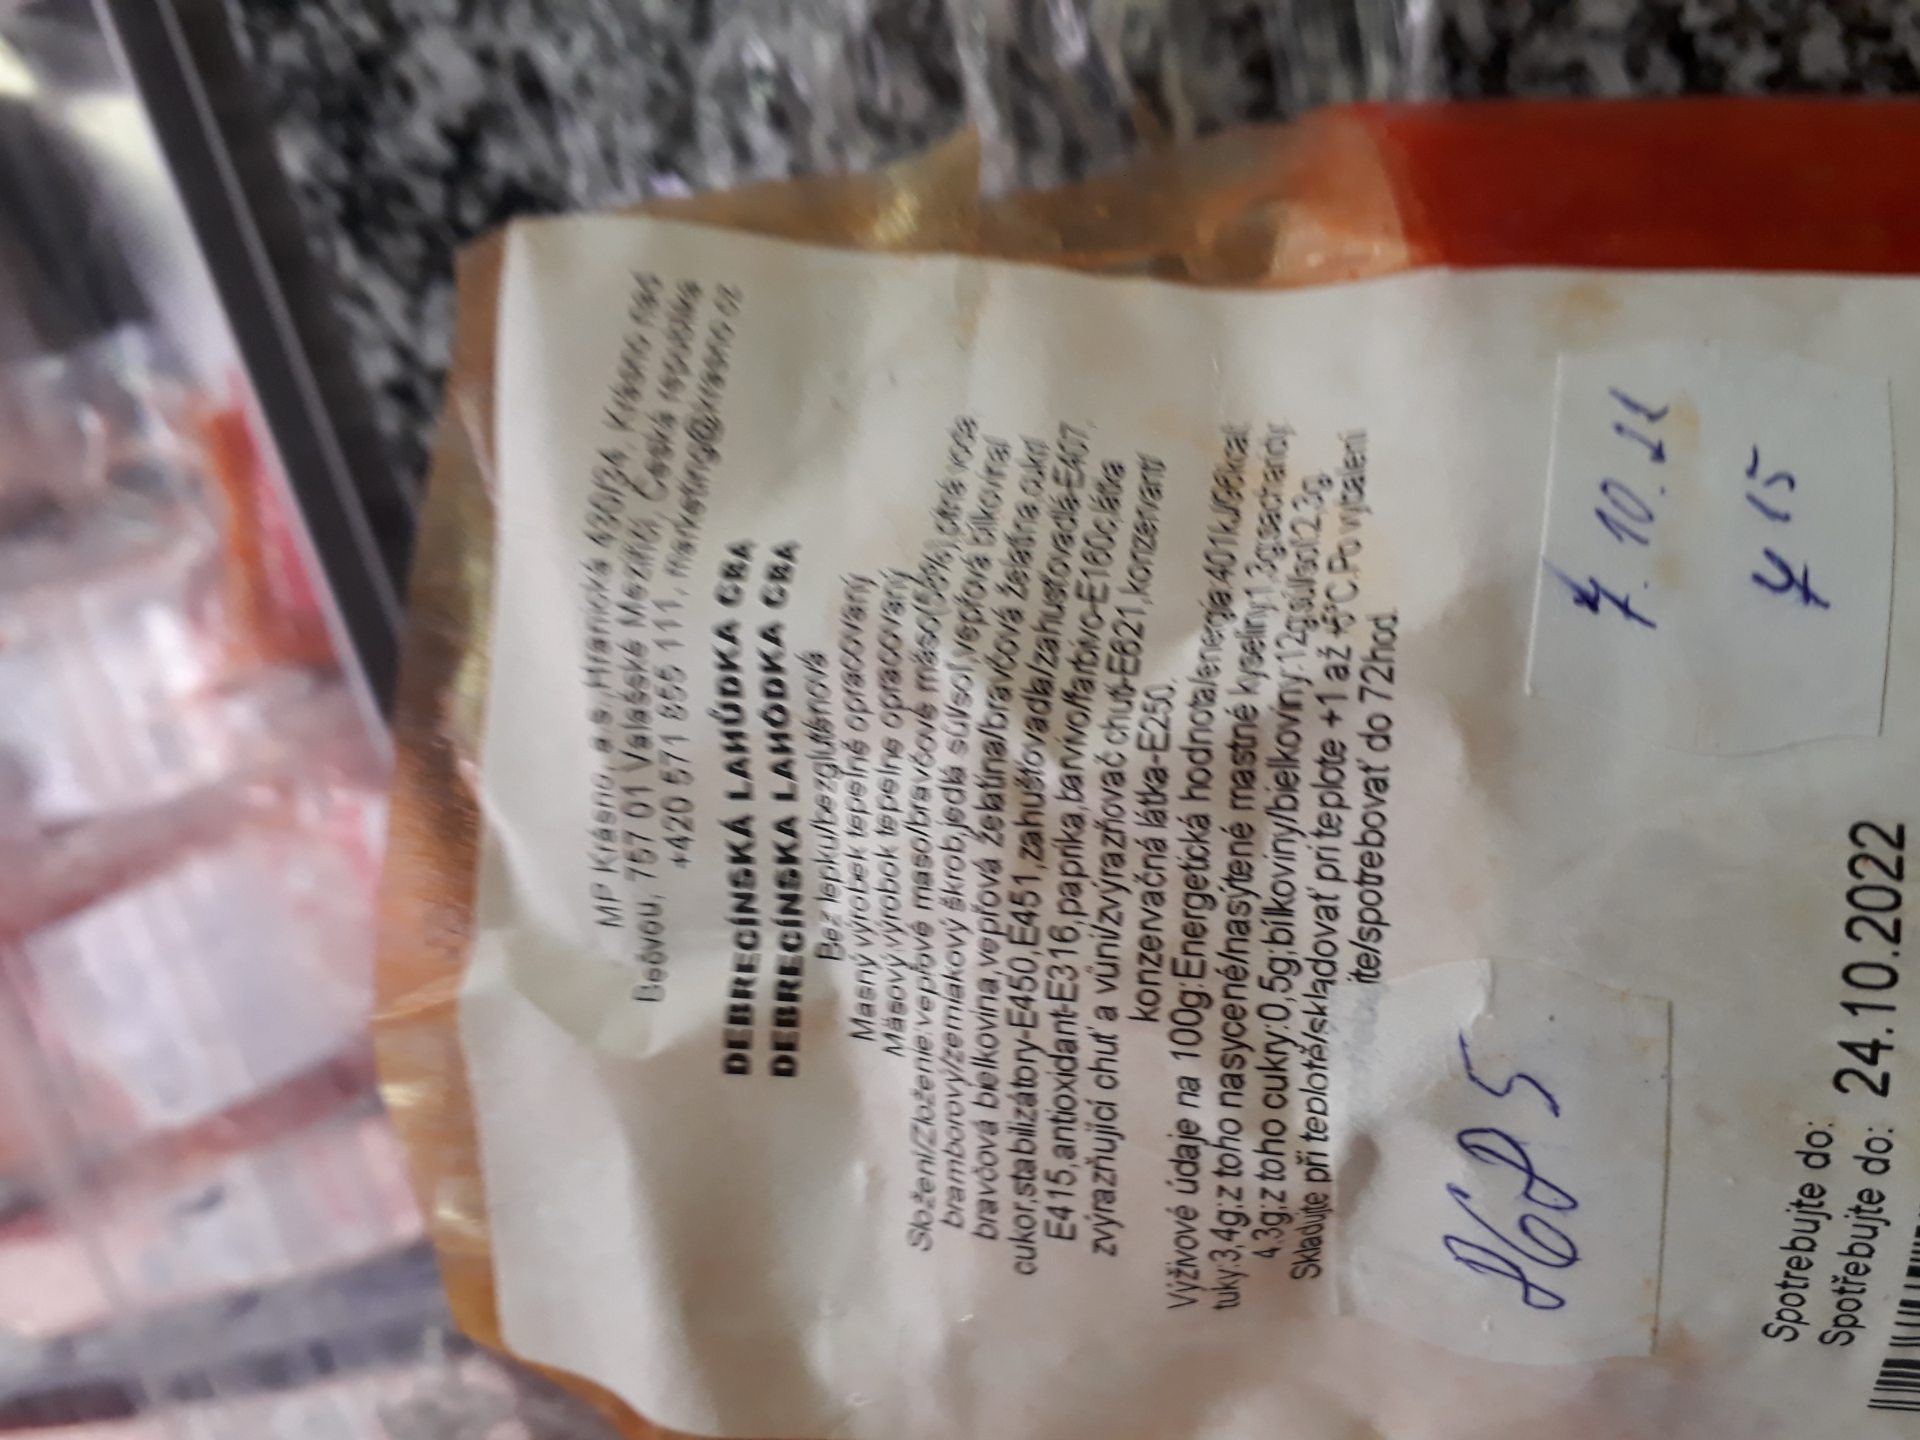 MP Krásno, a.s., Hranická 430/34, Krásno nad
Bečvou, 757 01 Valašské Meziříčí, Česká republika
+420 571 855 111, marketing@krasno.cz
DEBRECÍNSKÁ LAHŮDKA CBA
DEBRECÍNSKA LAHÔDKA CBA
Bez lepku/bezgluténová
Masný výrobek tepelně opracovaný
Mäsový výrobok tepelne opracovaný
Složení/Zloženie:vepřové maso/bravčové mäso(58%),pitná voda
bramborový/zemiakový škrob,jedlá sůl/soľ,vepřová bílkovina/
bravčová bielkovina,vepřová želatina/bravčová želatína,cukr/
cukor,stabilizátory-E450,E451,zahušťovadla/zahusťovadlá-E407,
E415,antioxidant-E316,paprika,barvivo/farbivo-E160c,látka
zvýrazňující chuť a vůni/zvýrazňovač chuti-E621,konzervant/
konzervačná látka-E250.
Výživové údaje na 100g:Energetická hodnota/energia:401kJ/96kcal;
tuky:3,4g;z toho nasycené/nasýtené mastné kyseliny:1,3g;sacharidy:
4,3g;z toho cukry:0,5g;bílkoviny/bielkoviny:12g;sůl/soľ:2,3g
Skladujte při teplotě/skladovať pri teplote +1 až +5°C.Po vybalení
ite/spotrebovať do 72hod.
7. 10. 22
7 15
5
Spotrebujte do:
Spotřebujte do: 24.10.2022